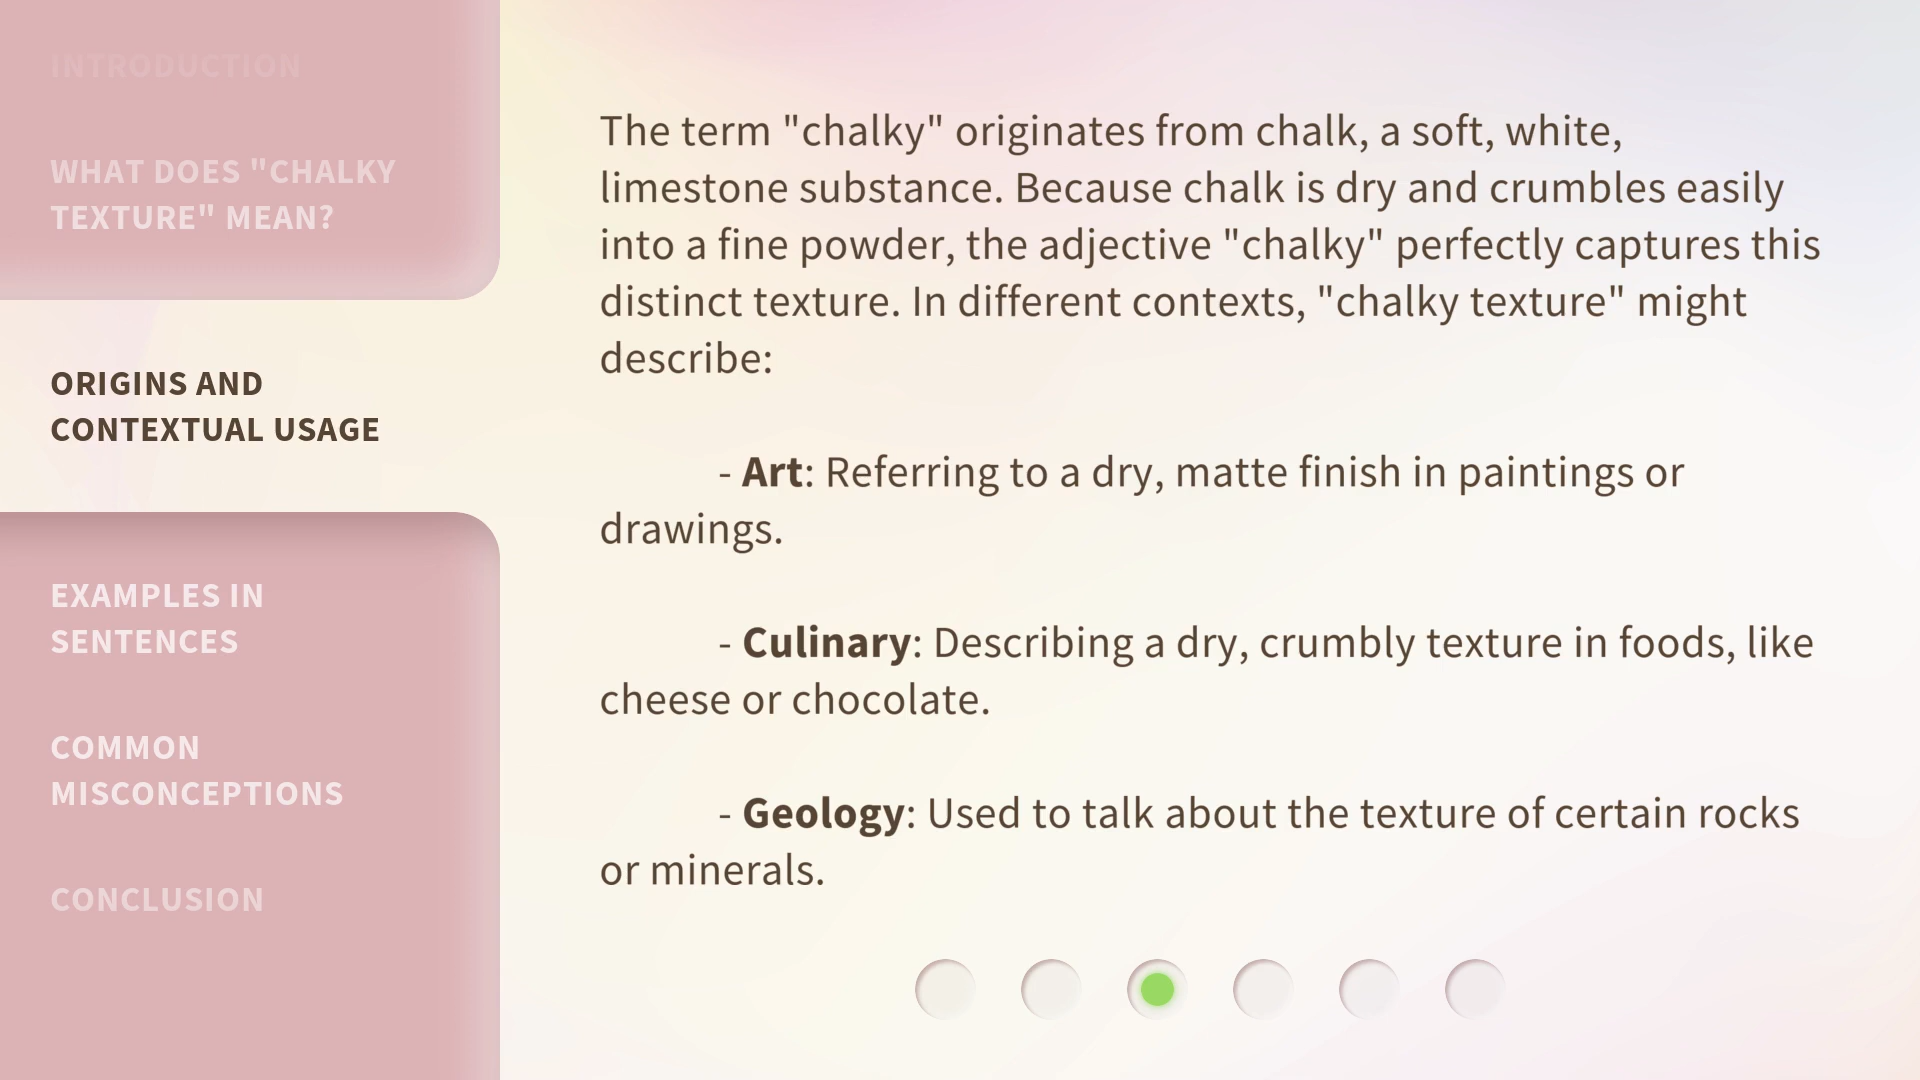 INTRODUCTION
WHAT DOES "CHALKY
TEXTURE" MEAN?
ORIGINS AND
CONTEXTUAL USAGE
EXAMPLES IN
SENTENCES
COMMON
MISCONCEPTIONS
CONCLUSION
The term "chalky" originates from chalk, a soft, white,
limestone substance. Because chalk is dry and crumbles easily
into a fine powder, the adjective "chalky" perfectly captures this
distinct texture. In different contexts, "chalky texture" might
describe:
- Art: Referring to a dry, matte finish in paintings or
drawings.
- Culinary: Describing a dry, crumbly texture in foods, like
cheese or chocolate.
- Geology: Used to talk about the texture of certain rocks
or minerals.